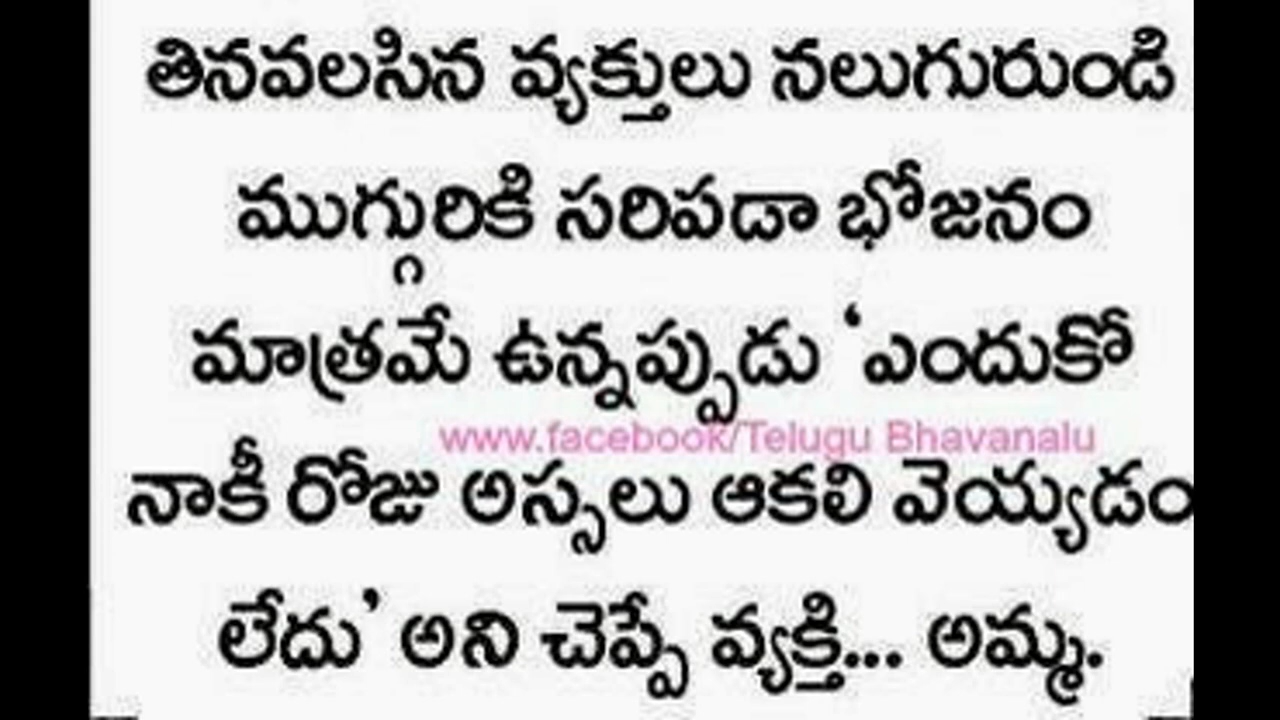 తినవలసిన వ్యక్తులు నలుగురుండి
ముగ్గురికి సరిపడా భోజనం
మాత్రమే ఉన్నప్పుడు ‘ఎందుకో
www.facebook/Telugu Bhavanalu
నాకీ రోజు అస్సలు ఆకలి వెయ్యడం
లేదు’ అని చెప్పే వ్యక్తి... అమ్మ.